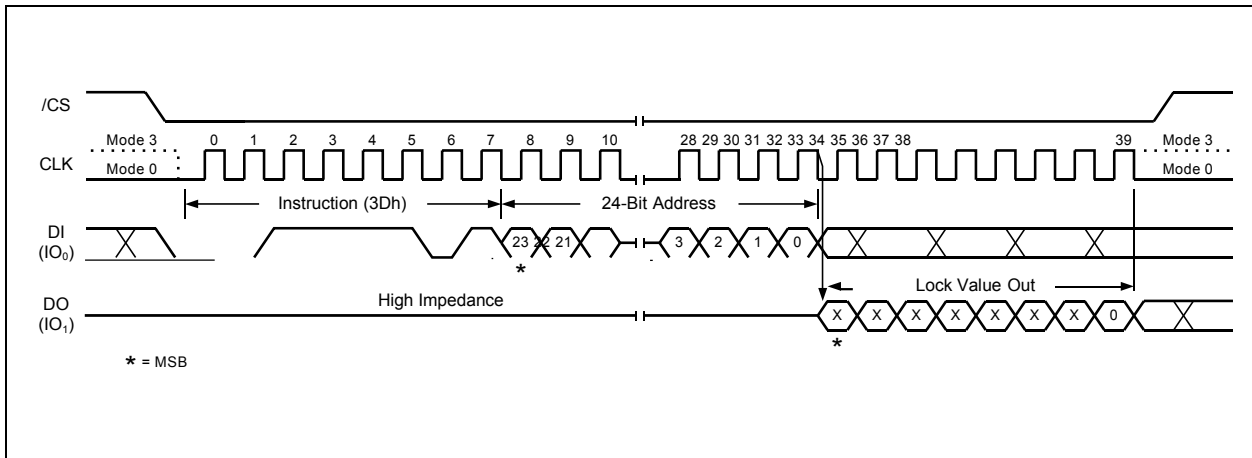 /CS
Mode 3 0 1 2 3 4 5 6 7 8 9 10 28 29 30 31 32 33 34 35 36 37 38 39 Mode 3
CLK Mode 0 Mode 0
Instruction (3Dh) 24-Bit Address
DI
(IO₀) 23 22 21 3 2 1 0
*
High Impedance Lock Value Out
DO
(IO₁) X X X X X X X 0
*
* = MSB